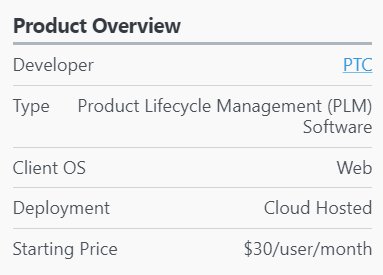 Product Overview
Developer PTC
Type Product Lifecycle Management (PLM)
Software
Client OS Web
Deployment Cloud Hosted
Starting Price $30/user/month